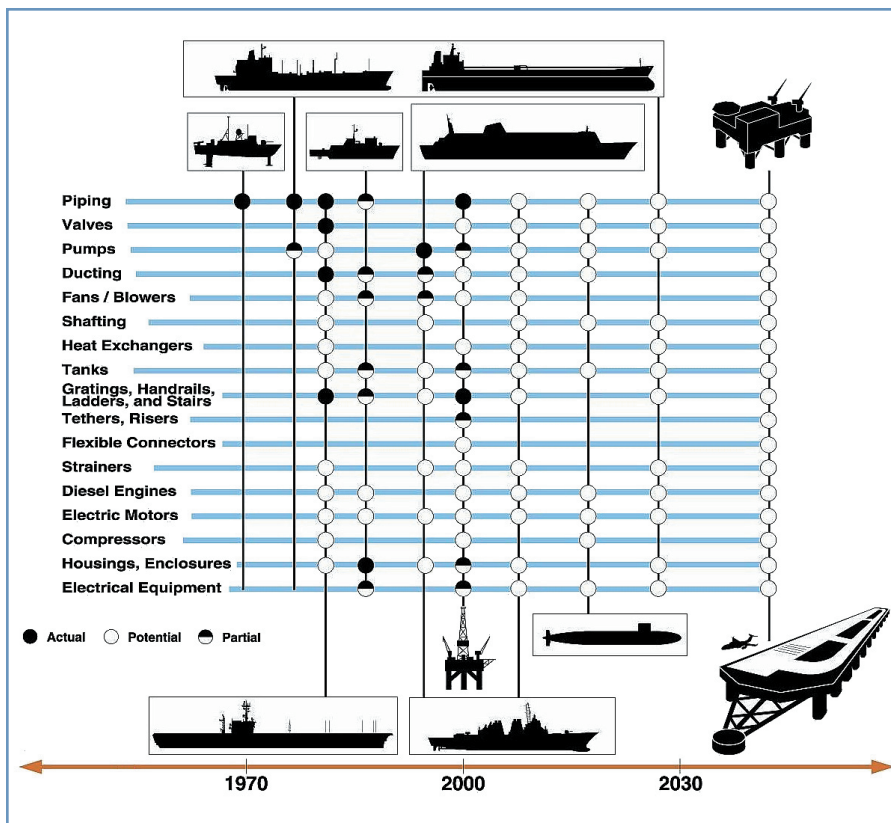 Piping
Valves
Pumps
Ducting
Fans / Blowers
Shafting
Heat Exchangers
Tanks
Gratings, Handrails,
Ladders, and Stairs
Tethers, Risers
Flexible Connectors
Strainers
Diesel Engines
Electric Motors
Compressors
Housings, Enclosures
Electrical Equipment
Actual Potential Partial
1970 2000 2030